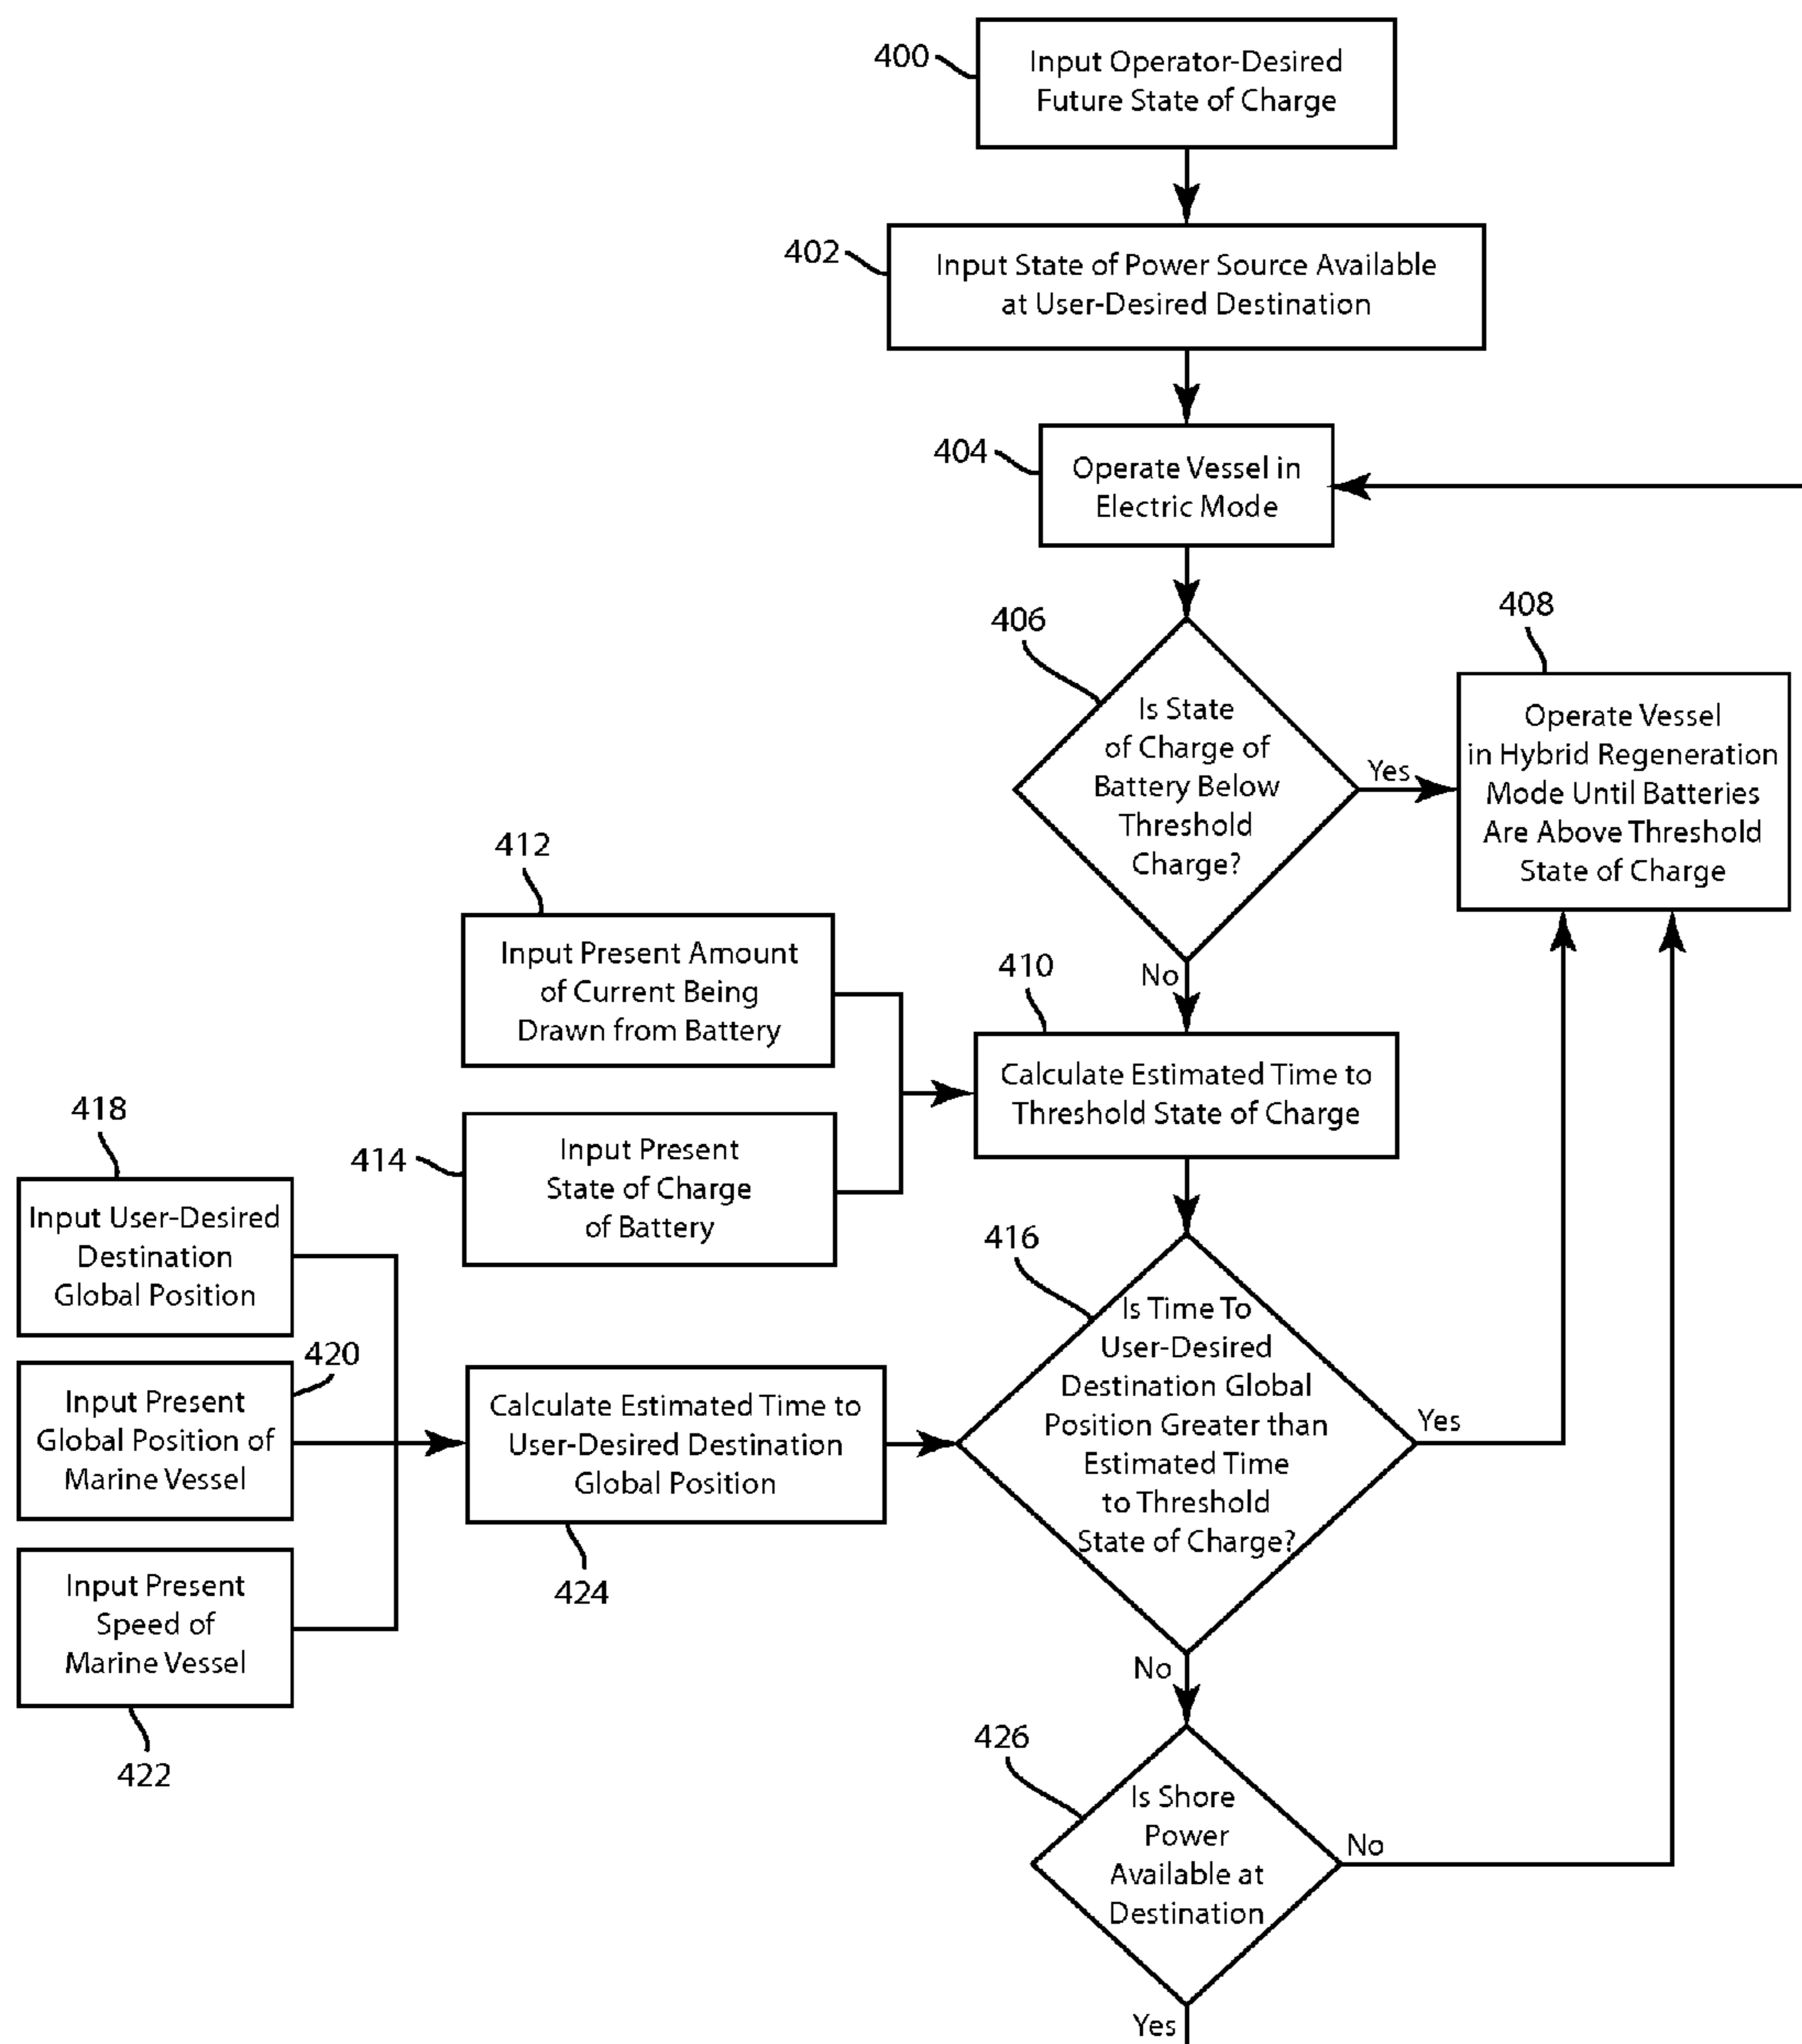 400
Input Operator-Desired
Future State of Charge
402
Input State of Power Source Available
at User-Desired Destination
404
Operate Vessel in
Electric Mode
406
Is State
of Charge of
Battery Below
Threshold
Charge?
Yes
No
408
Operate Vessel
in Hybrid Regeneration
Mode Until Batteries
Are Above Threshold
State of Charge
412
Input Present Amount
of Current Being
Drawn from Battery
410
Calculate Estimated Time to
Threshold State of Charge
414
Input Present
State of Charge
of Battery
418
Input User-Desired
Destination
Global Position
420
Input Present
Global Position of
Marine Vessel
Input Present
Speed of
Marine Vessel
422
Calculate Estimated Time to
User-Desired Destination
Global Position
424
416
Is Time To
User-Desired
Destination Global
Position Greater than
Estimated Time
to Threshold
State of Charge?
Yes
No
426
Is Shore
Power
Available at
Destination
No
Yes